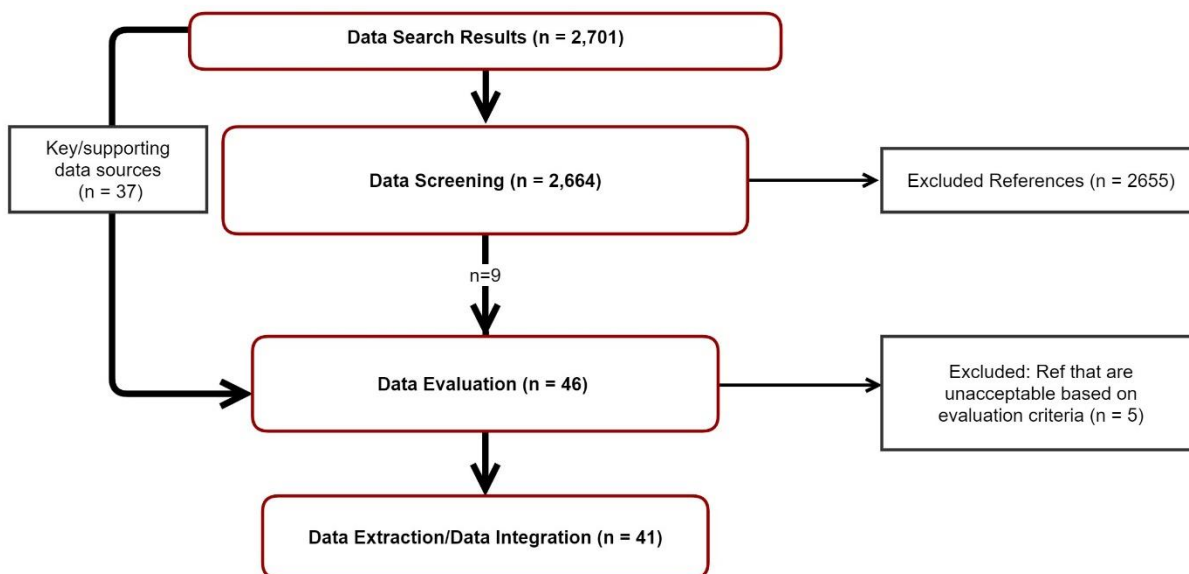 Data Search Results (n = 2,701)
Key/supporting
data sources
(n = 37)
Data Screening (n = 2,664)
Excluded References (n = 2655)
n=9
Data Evaluation (n = 46)
Excluded: Ref that are
unacceptable based on
evaluation criteria (n = 5)
Data Extraction/Data Integration (n = 41)